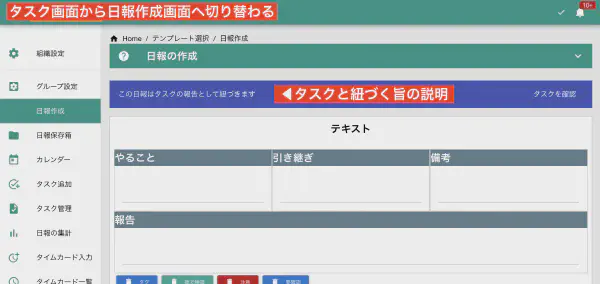 タスク画面から日報作成画面へ切り替わる
10+
Home / テンプレート選択 / 日報作成
組織設定
日報の作成
グループ設定
この日報はタスクの報告として紐づきます
◀タスクと紐づく旨の説明
タスクを確認
日報作成
テキスト
日報保存箱
やること
引き継ぎ
備考
カレンダー
タスク追加
タスク管理
報告
日報の集計
タイムカード入力
タイムカード一覧